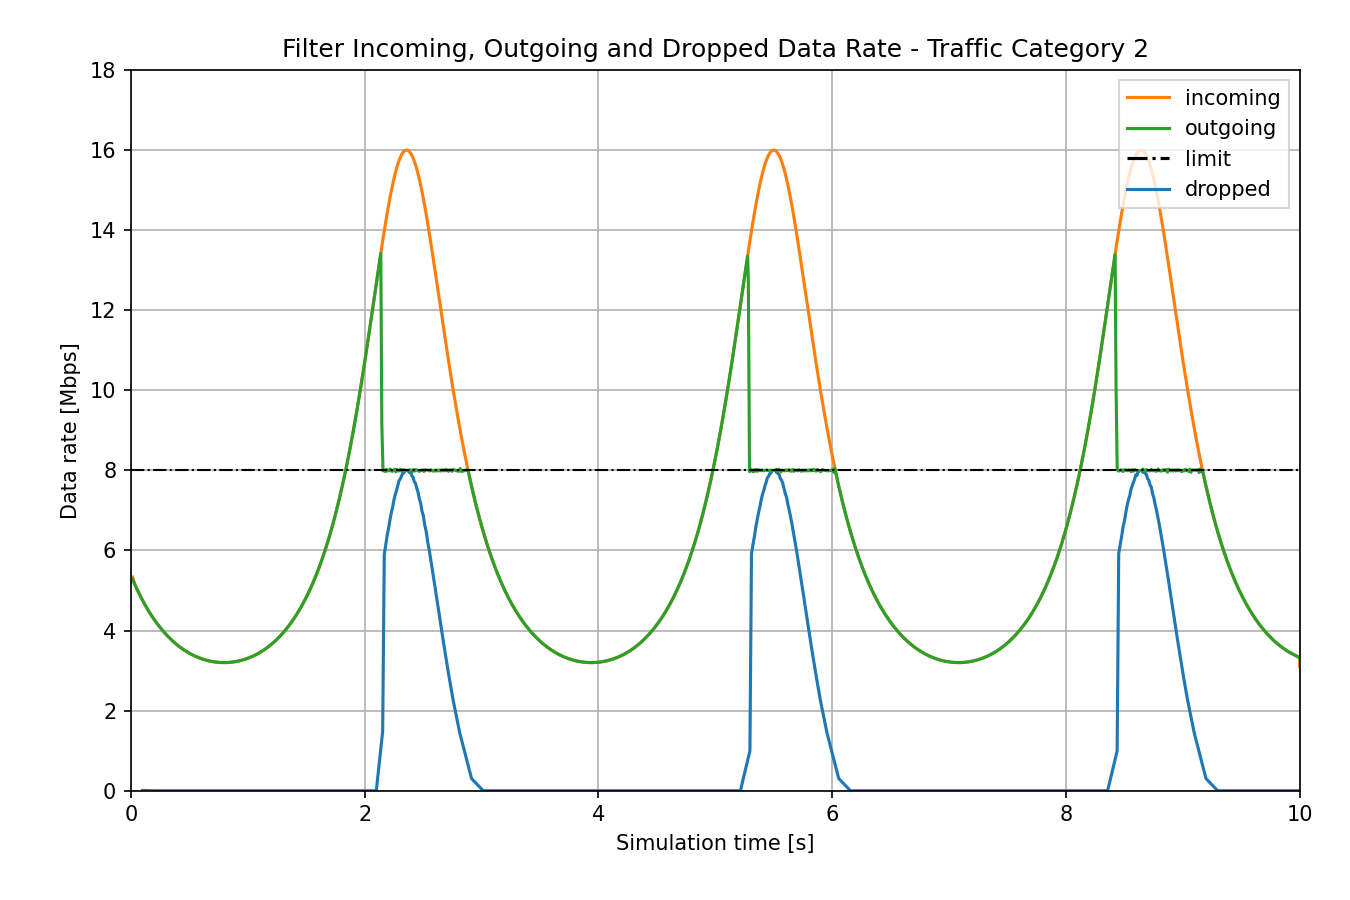 Filter Incoming, Outgoing and Dropped Data Rate - Traffic Category 2
18
16
14
12
10
8
6
4
2
0
Data rate [Mbps]
incoming
outgoing
limit
dropped
0 2 4 6 8 10
Simulation time [s]